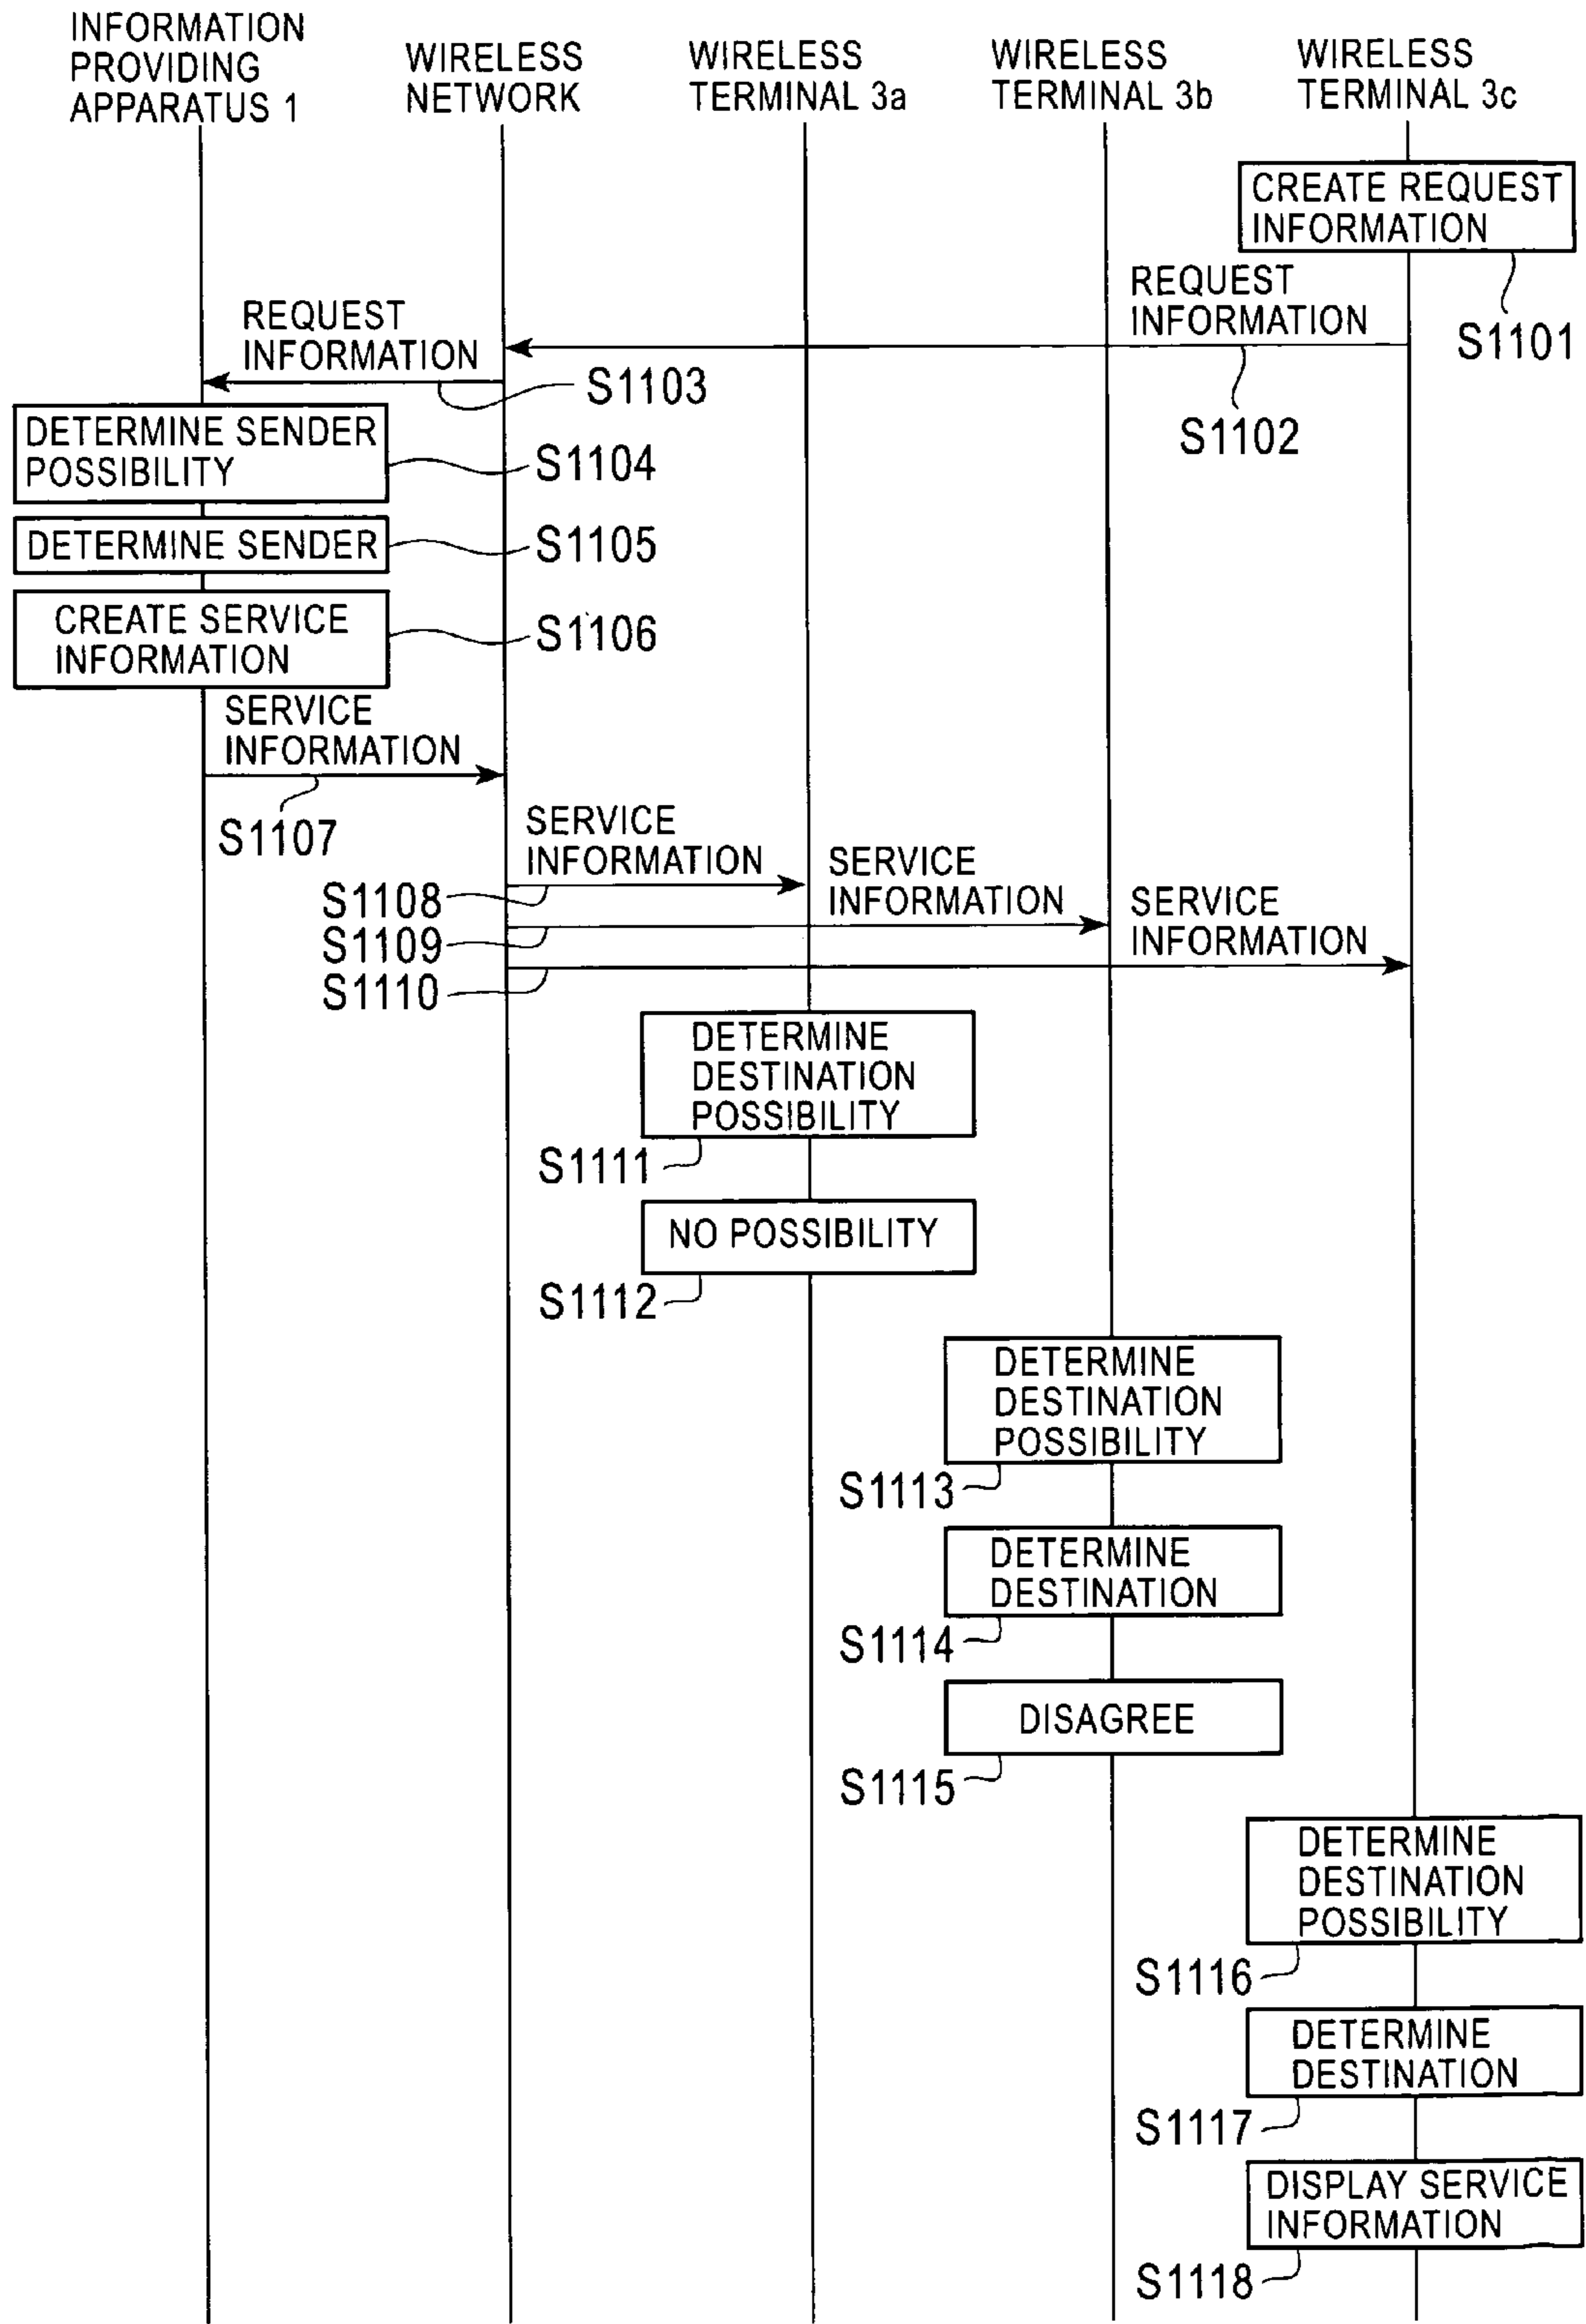 INFORMATION
PROVIDING
APPARATUS 1
WIRELESS
NETWORK
WIRELESS
TERMINAL 3a
WIRELESS
TERMINAL 3b
WIRELESS
TERMINAL 3c
CREATE REQUEST
INFORMATION
S1101
REQUEST
INFORMATION
S1102
REQUEST
INFORMATION
S1103
DETERMINE SENDER
POSSIBILITY
S1104
DETERMINE SENDER
S1105
CREATE SERVICE
INFORMATION
S1106
SERVICE
INFORMATION
S1107
SERVICE
INFORMATION
S1108
SERVICE
INFORMATION
S1109
SERVICE
INFORMATION
S1110
DETERMINE
DESTINATION
POSSIBILITY
S1111
NO POSSIBILITY
S1112
DETERMINE
DESTINATION
POSSIBILITY
S1113
DETERMINE
DESTINATION
S1114
DISAGREE
S1115
DETERMINE
DESTINATION
POSSIBILITY
S1116
DETERMINE
DESTINATION
S1117
DISPLAY SERVICE
INFORMATION
S1118